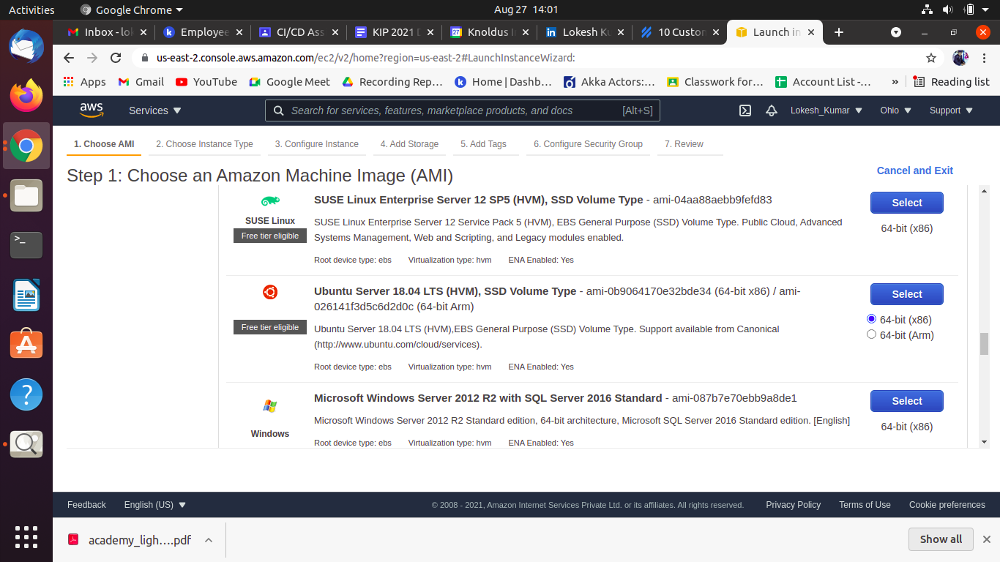 Activities Google Chrome Aug 27 14:01
Inbox - lok Employee CI/CD Ass KIP 2021 D Knoldus I Lokesh Ku 10 Custom Launch in
us-east-2.console.aws.amazon.com/ec2/v2/home?region=us-east-2#LaunchInstanceWizard:
Apps Gmail YouTube Google Meet Recording Rep… Home | Dashb… Akka Actors:… Classwork for… Account List -… » Reading list
aws Services Search for services, features, marketplace products, and docs [Alt+S] Lokesh_Kumar Ohio Support
1. Choose AMI 2. Choose Instance Type 3. Configure Instance 4. Add Storage 5. Add Tags 6. Configure Security Group 7. Review
Step 1: Choose an Amazon Machine Image (AMI) Cancel and Exit
SUSE Linux Enterprise Server 12 SP5 (HVM), SSD Volume Type - ami-04aa88aebb9fefd83 Select
SUSE Linux
Free tier eligible
SUSE Linux Enterprise Server 12 Service Pack 5 (HVM), EBS General Purpose (SSD) Volume Type. Public Cloud, Advanced
Systems Management, Web and Scripting, and Legacy modules enabled.
64-bit (x86)
Root device type: ebs Virtualization type: hvm ENA Enabled: Yes
Ubuntu Server 18.04 LTS (HVM), SSD Volume Type - ami-0b9064170e32bde34 (64-bit x86) / ami-
026141f3d5c6d2d0c (64-bit Arm)
Select
Free tier eligible
Ubuntu Server 18.04 LTS (HVM),EBS General Purpose (SSD) Volume Type. Support available from Canonical
(http://www.ubuntu.com/cloud/services).
64-bit (x86)
64-bit (Arm)
Root device type: ebs Virtualization type: hvm ENA Enabled: Yes
Microsoft Windows Server 2012 R2 with SQL Server 2016 Standard - ami-087b7e70ebb9a8de1 Select
Windows
Microsoft Windows Server 2012 R2 Standard edition, 64-bit architecture, Microsoft SQL Server 2016 Standard edition. [English]
64-bit (x86)
Root device type: ebs Virtualization type: hvm ENA Enabled: Yes
Feedback English (US) © 2008 - 2021, Amazon Internet Services Private Ltd. or its affiliates. All rights reserved. Privacy Policy Terms of Use Cookie preferences
academy_ligh….pdf Show all